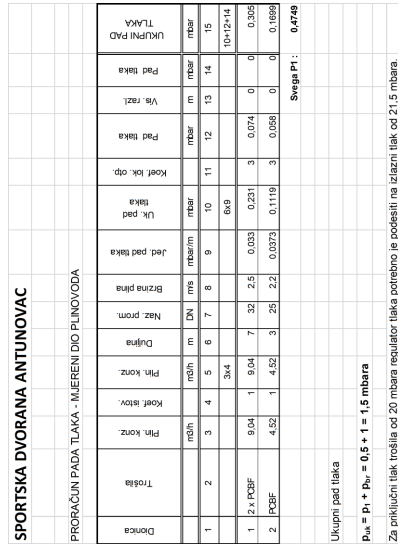 SPORTSKA DVORANA ANTUNOVAC
PRORAČUN PADA TLAKA - MJERENI DIO PLINOVODA
Dionica Trošila Plin. konz. Koef. istov. Plin. konz. Duljina Naz. prom. Brzina plina Jed. pad tlaka Uk. pad tlaka Koef. lok. otp. Pad tlaka Vis. razl. Pad tlaka UKUPNI PAD TLAKA
m3/h m3/h m DN m/s mbar/m mbar mbar m mbar mbar
1 2 3 4 5 6 7 8 9 10 11 12 13 14 15
3x4 6x9 10+12+14
1 2 x PCBF 9,04 1 9,04 7 32 2,5 0,033 0,231 3 0,074 0 0 0,305
2 PCBF 4,52 1 4,52 3 25 2,2 0,0373 0,1119 3 0,058 0 0 0,1699
Svega P1 : 0,4749
Ukupni pad tlaka
puk = p1 + pbr = 0,5 + 1 = 1,5 mbara
Za priključni tlak trošila od 20 mbara regulator tlaka potrebno je podesiti na izlazni tlak od 21,5 mbara.